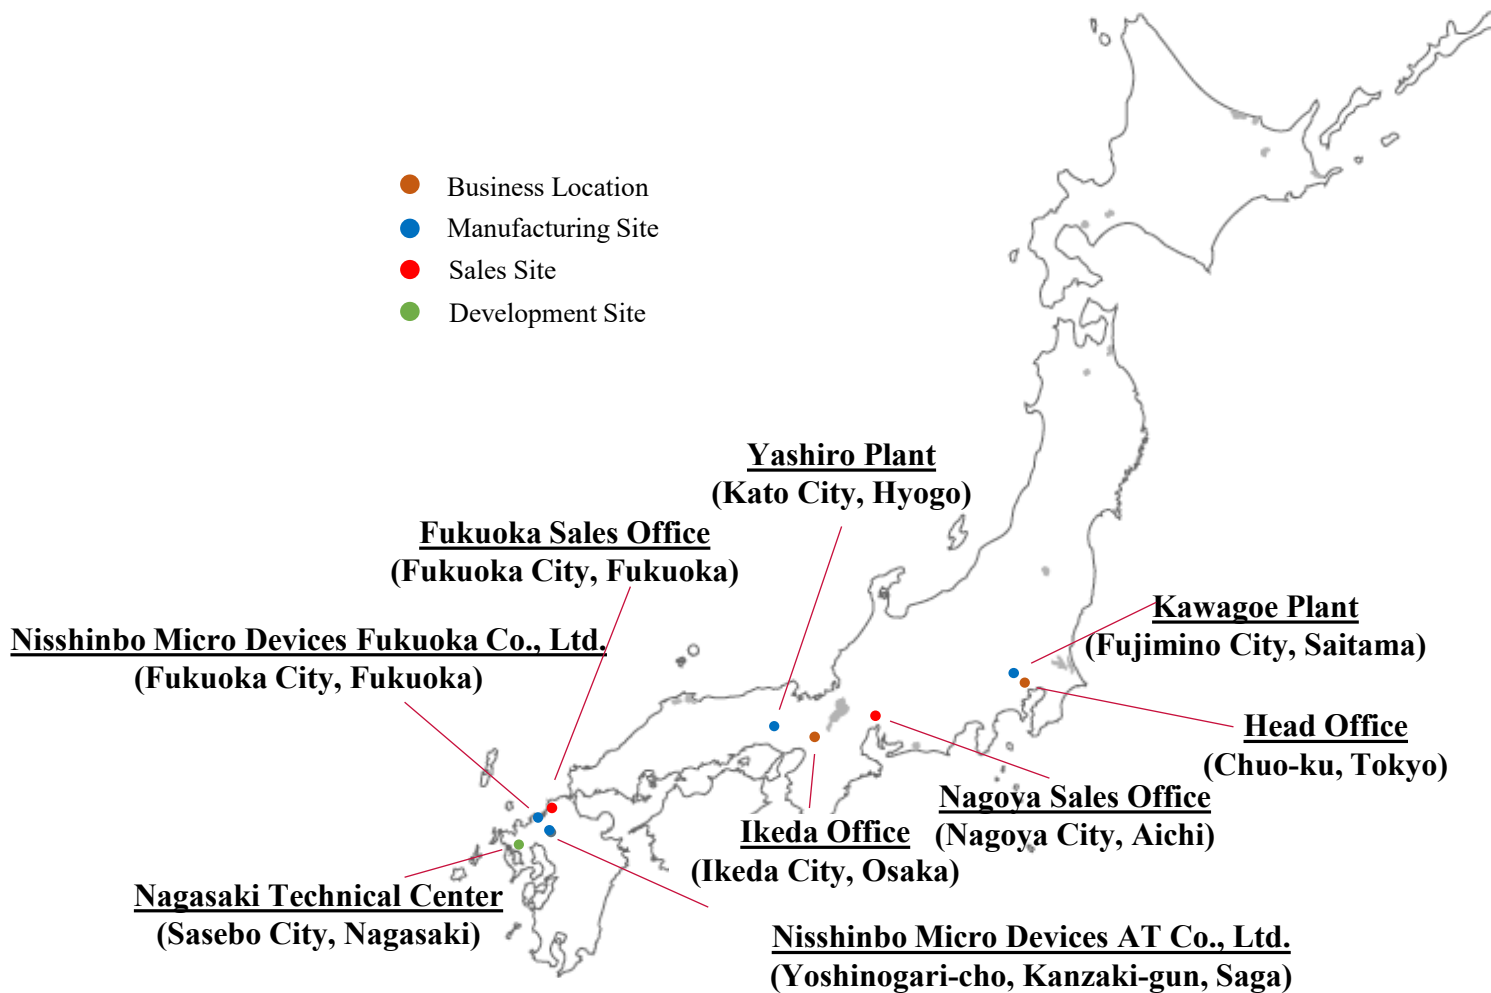 Business Location
Manufacturing Site
Sales Site
Development Site
Yashiro Plant
(Kato City, Hyogo)
Fukuoka Sales Office
(Fukuoka City, Fukuoka)
Nisshinbo Micro Devices Fukuoka Co., Ltd.
(Fukuoka City, Fukuoka)
Kawagoe Plant
(Fujimino City, Saitama)
Head Office
(Chuo-ku, Tokyo)
Nagoya Sales Office
(Nagoya City, Aichi)
Ikeda Office
(Ikeda City, Osaka)
Nagasaki Technical Center
(Sasebo City, Nagasaki)
Nisshinbo Micro Devices AT Co., Ltd.
(Yoshinogari-cho, Kanzaki-gun, Saga)